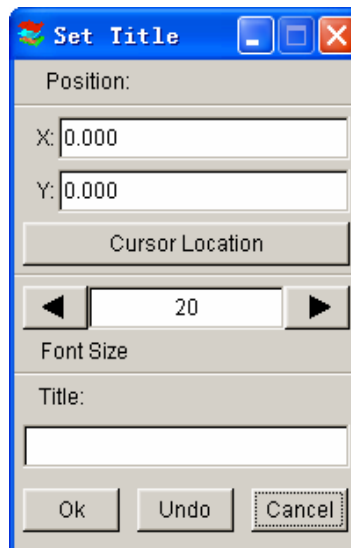 Set Title
Position:
X: 0.000
Y: 0.000
Cursor Location
20
Font Size
Title:
Ok Undo Cancel